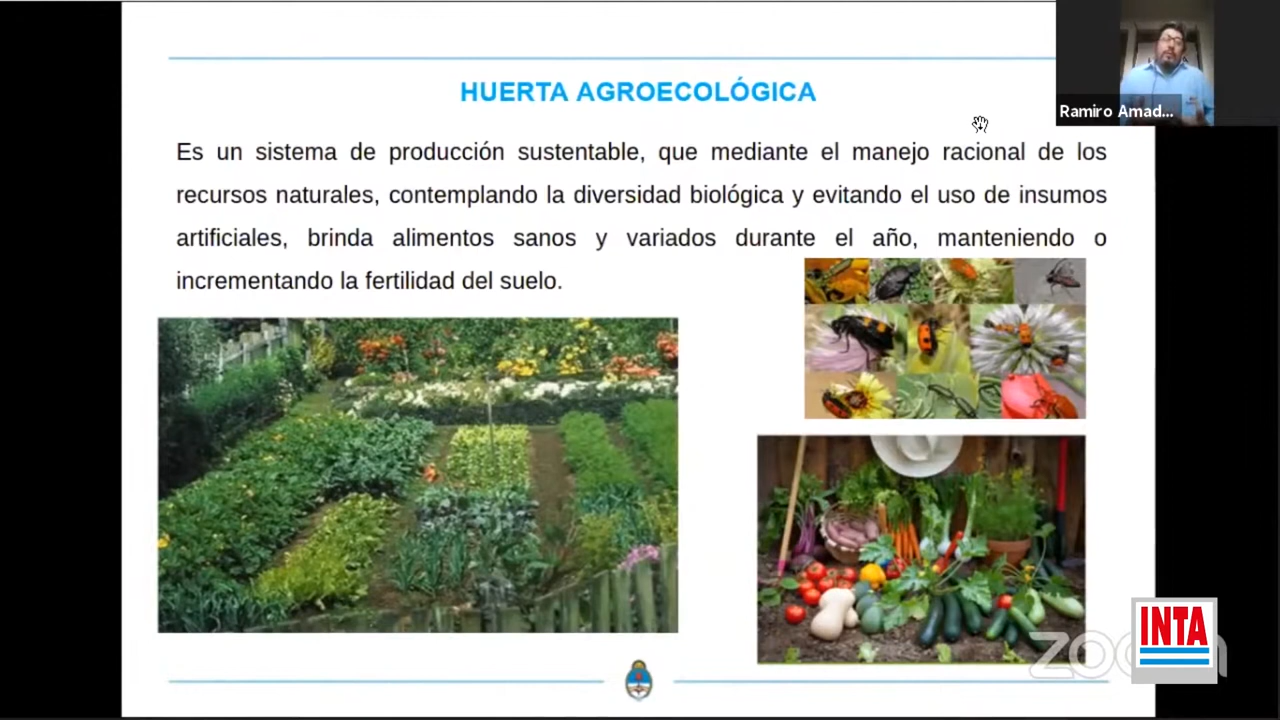 HUERTA AGROECOLÓGICA
Ramiro Amad...
Es un sistema de producción sustentable, que mediante el manejo racional de los
recursos naturales, contemplando la diversidad biológica y evitando el uso de insumos
artificiales, brinda alimentos sanos y variados durante el año, manteniendo o
incrementando la fertilidad del suelo.
INTA
zoom